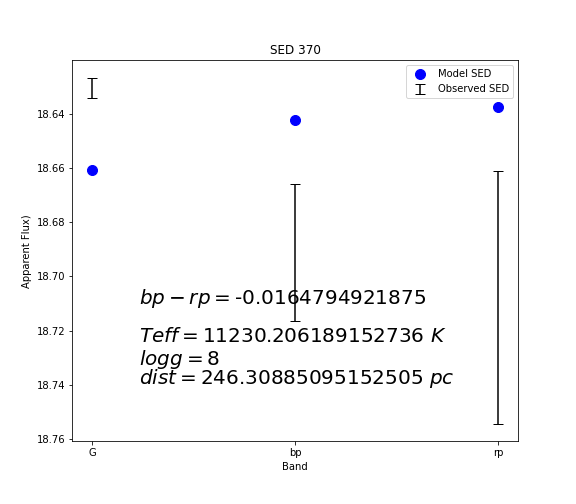 SED 370
Model SED
Observed SED
18.64
18.66
18.68
18.70
18.72
18.74
18.76
Apparent Flux)
bp − rp = -0.0164794921875
Teff = 11230.206189152736 K
logg = 8
dist = 246.30885095152505 pc
G
bp
rp
Band